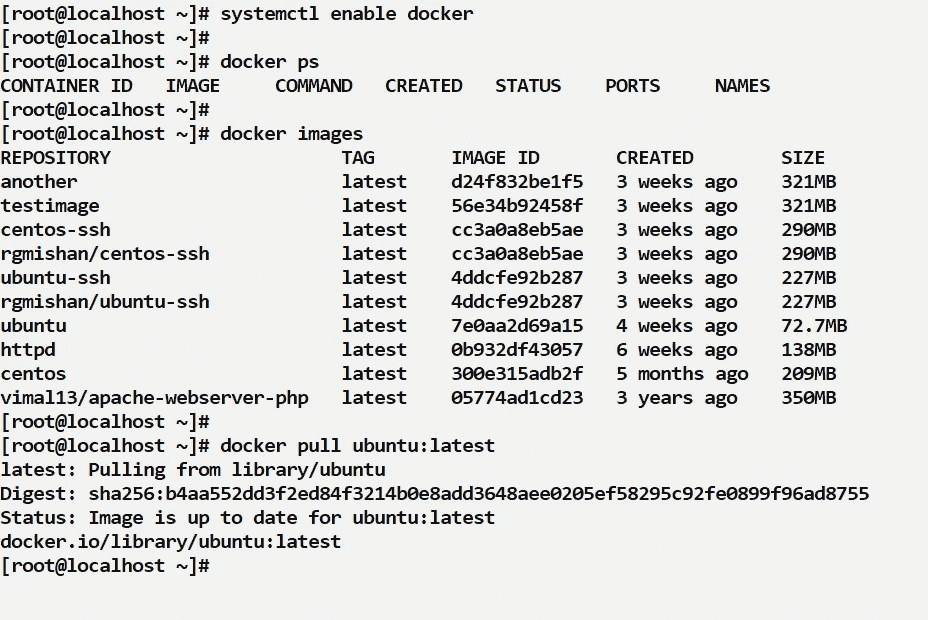 [root@localhost ~]# systemctl enable docker
[root@localhost ~]#
[root@localhost ~]# docker ps
CONTAINER ID   IMAGE     COMMAND   CREATED   STATUS    PORTS     NAMES
[root@localhost ~]#
[root@localhost ~]# docker images
REPOSITORY                     TAG       IMAGE ID       CREATED        SIZE
another                        latest    d24f832be1f5   3 weeks ago    321MB
testimage                      latest    56e34b92458f   3 weeks ago    321MB
centos-ssh                     latest    cc3a0a8eb5ae   3 weeks ago    290MB
rgmishan/centos-ssh            latest    cc3a0a8eb5ae   3 weeks ago    290MB
ubuntu-ssh                     latest    4ddcfe92b287   3 weeks ago    227MB
rgmishan/ubuntu-ssh            latest    4ddcfe92b287   3 weeks ago    227MB
ubuntu                         latest    7e0aa2d69a15   4 weeks ago    72.7MB
httpd                          latest    0b932df43057   6 weeks ago    138MB
centos                         latest    300e315adb2f   5 months ago   209MB
vimal13/apache-webserver-php   latest    05774ad1cd23   3 years ago    350MB
[root@localhost ~]#
[root@localhost ~]# docker pull ubuntu:latest
latest: Pulling from library/ubuntu
Digest: sha256:b4aa552dd3f2ed84f3214b0e8add3648aee0205ef58295c92fe0899f96ad8755
Status: Image is up to date for ubuntu:latest
docker.io/library/ubuntu:latest
[root@localhost ~]#